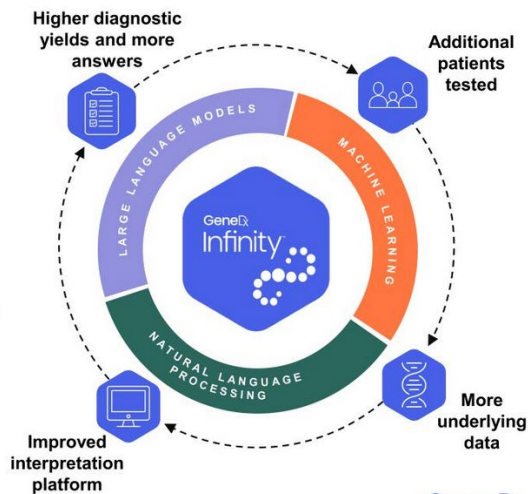 Higher diagnostic
yields and more
answers
Additional
patients
tested
LARGE LANGUAGE MODELS
MACHINE LEARNING
GeneDx
Infinity™
NATURAL LANGUAGE
PROCESSING
Improved
interpretation
platform
More
underlying
data